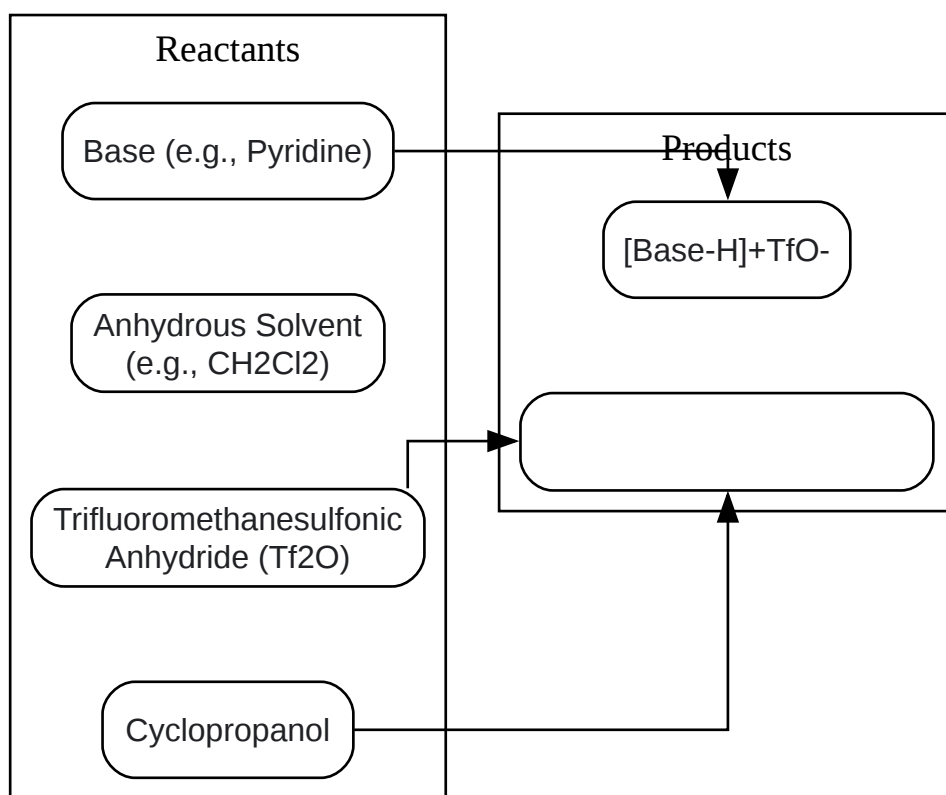 Reactants
Base (e.g., Pyridine)
Anhydrous Solvent
(e.g., CH2Cl2)
Trifluoromethanesulfonic
Anhydride (Tf2O)
Cyclopropanol
Products
[Base-H]+TfO-